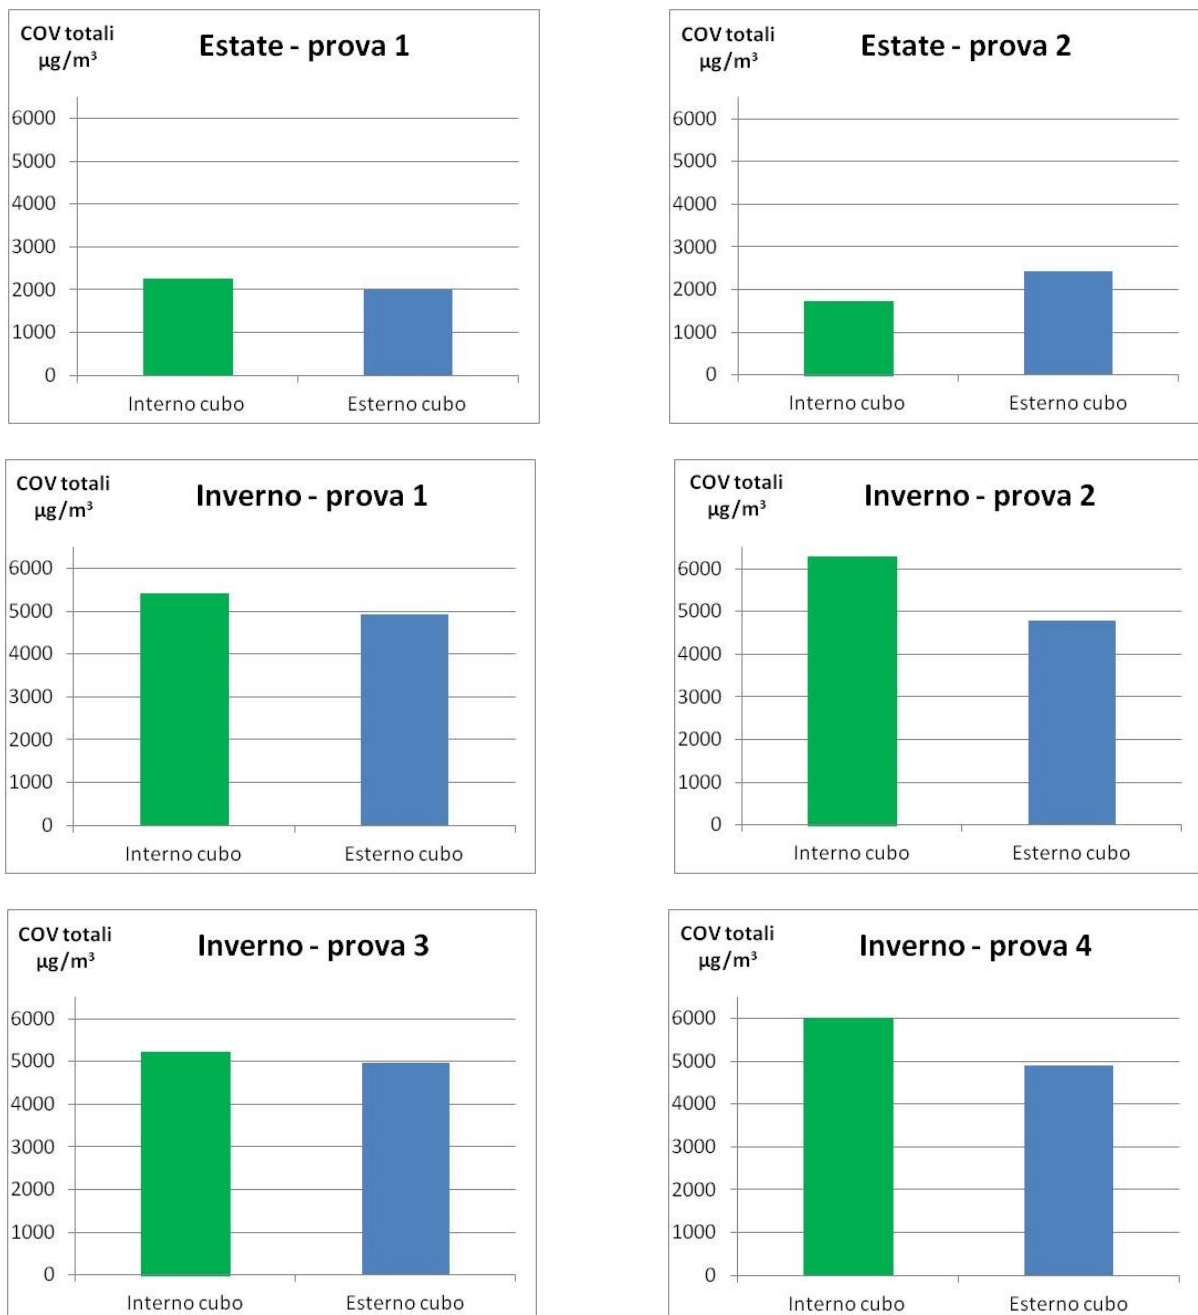 COV totali
µg/m³
Estate - prova 1
6000
5000
4000
3000
2000
1000
0
Interno cubo
Esterno cubo
COV totali
µg/m³
Estate - prova 2
6000
5000
4000
3000
2000
1000
0
Interno cubo
Esterno cubo
COV totali
µg/m³
Inverno - prova 1
6000
5000
4000
3000
2000
1000
0
Interno cubo
Esterno cubo
COV totali
µg/m³
Inverno - prova 2
6000
5000
4000
3000
2000
1000
0
Interno cubo
Esterno cubo
COV totali
µg/m³
Inverno - prova 3
6000
5000
4000
3000
2000
1000
0
Interno cubo
Esterno cubo
COV totali
µg/m³
Inverno - prova 4
6000
5000
4000
3000
2000
1000
0
Interno cubo
Esterno cubo